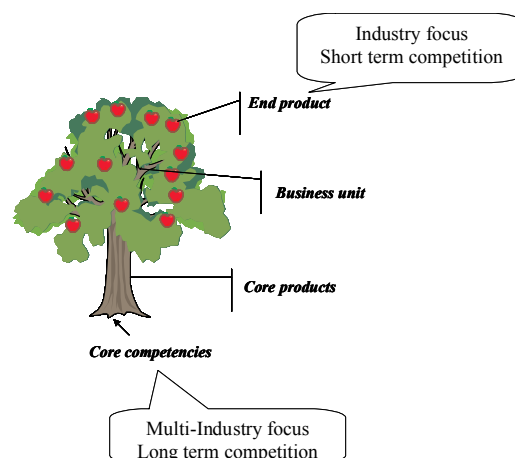 Industry focus
Short term competition
End product
Business unit
Core products
Core competencies
Multi-Industry focus
Long term competition